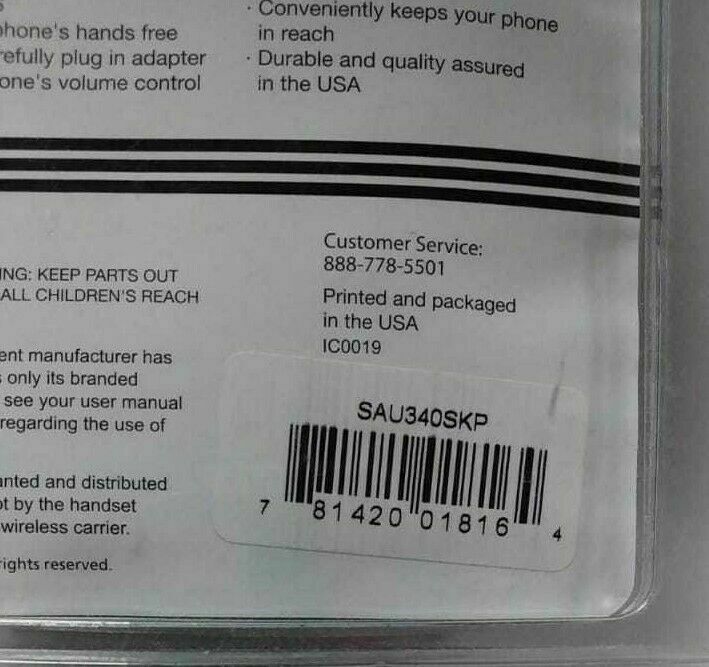 phone's hands free
refully plug in adapter
one's volume control
· Conveniently keeps your phone
in reach
· Durable and quality assured
in the USA
ING: KEEP PARTS OUT
ALL CHILDREN'S REACH
ent manufacturer has
only its branded
see your user manual
regarding the use of
anted and distributed
ot by the handset
wireless carrier.
rights reserved.
Customer Service:
888-778-5501
Printed and packaged
in the USA
IC0019
SAU340SKP
7 81420 01816 4